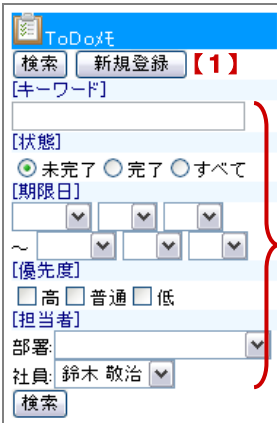 ToDoメモ
検索 新規登録 【1】
[キーワード]
[状態]
未完了 完了 すべて
[期限日]
～
[優先度]
高 普通 低
[担当者]
部署:
社員: 鈴木 敬治
検索